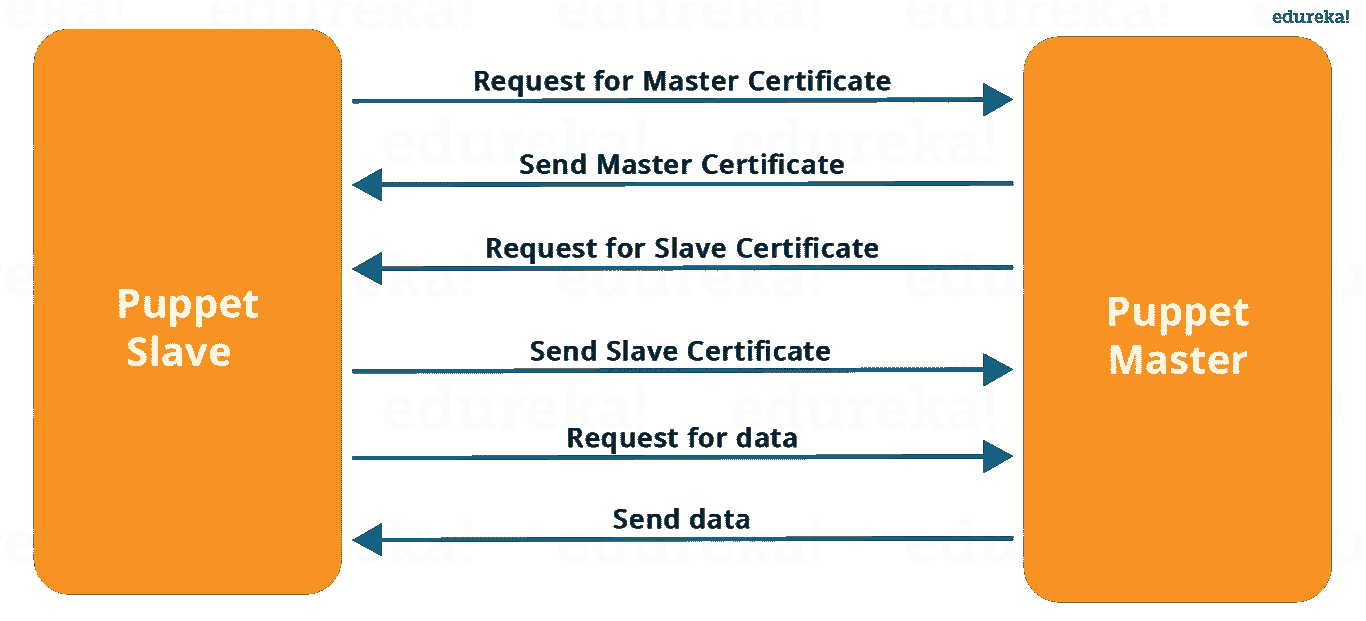 edureka!
Request for Master Certificate
Send Master Certificate
Request for Slave Certificate
Puppet
Slave
Puppet
Master
Send Slave Certificate
Request for data
Send data